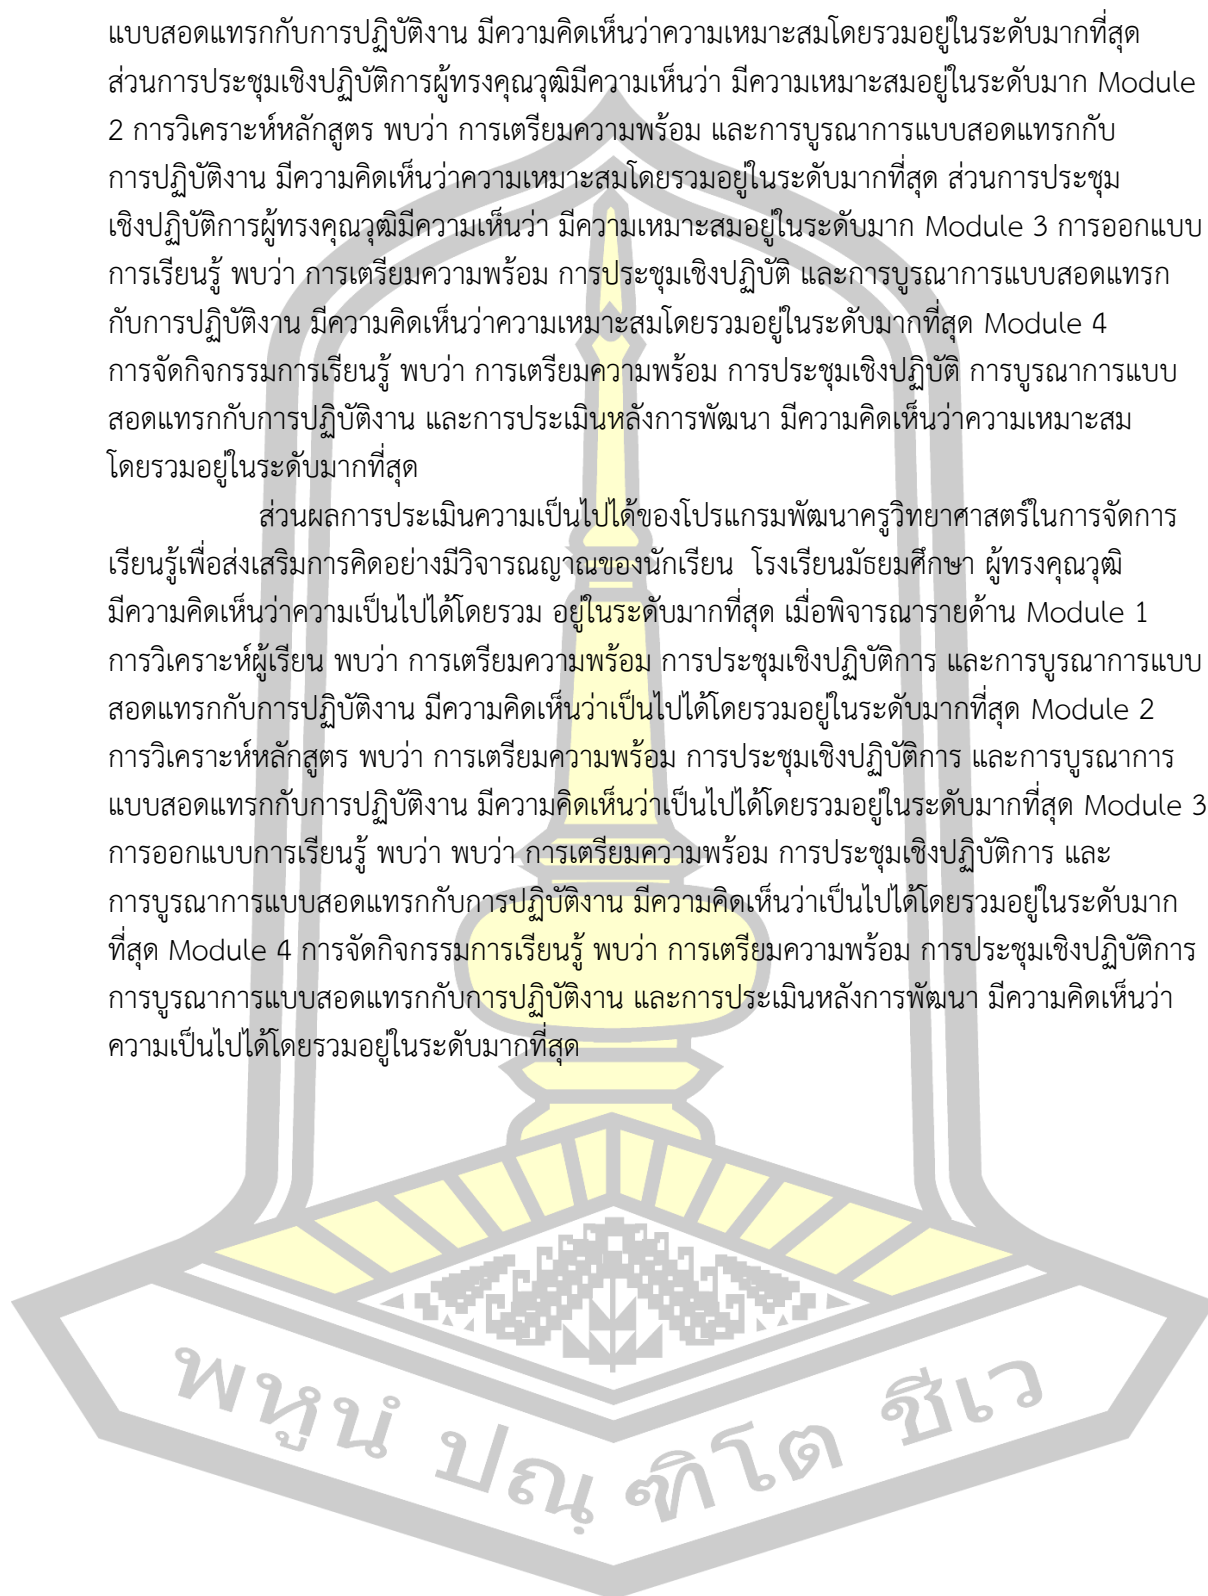 แบบสอดแทรกกับการปฏิบัติงาน มีความคิดเห็นว่าความเหมาะสมโดยรวมอยู่ในระดับมากที่สุด
ส่วนการประชุมเชิงปฏิบัติการผู้ทรงคุณวุฒิมีความเห็นว่า มีความเหมาะสมอยู่ในระดับมาก Module
2 การวิเคราะห์หลักสูตร พบว่า การเตรียมความพร้อม และการบูรณาการแบบสอดแทรกกับ
การปฏิบัติงาน มีความคิดเห็นว่าความเหมาะสมโดยรวมอยู่ในระดับมากที่สุด ส่วนการประชุม
เชิงปฏิบัติการผู้ทรงคุณวุฒิมีความเห็นว่า มีความเหมาะสมอยู่ในระดับมาก Module 3 การออกแบบ
การเรียนรู้ พบว่า การเตรียมความพร้อม การประชุมเชิงปฏิบัติ และการบูรณาการแบบสอดแทรก
กับการปฏิบัติงาน มีความคิดเห็นว่าความเหมาะสมโดยรวมอยู่ในระดับมากที่สุด Module 4
การจัดกิจกรรมการเรียนรู้ พบว่า การเตรียมความพร้อม การประชุมเชิงปฏิบัติ การบูรณาการแบบ
สอดแทรกกับการปฏิบัติงาน และการประเมินหลังการพัฒนา มีความคิดเห็นว่าความเหมาะสม
โดยรวมอยู่ในระดับมากที่สุด
ส่วนผลการประเมินความเป็นไปได้ของโปรแกรมพัฒนาครูวิทยาศาสตร์ในการจัดการ
เรียนรู้เพื่อส่งเสริมการคิดอย่างมีวิจารณญาณของนักเรียน โรงเรียนมัธยมศึกษา ผู้ทรงคุณวุฒิ
มีความคิดเห็นว่าความเป็นไปได้โดยรวม อยู่ในระดับมากที่สุด เมื่อพิจารณารายด้าน Module 1
การวิเคราะห์ผู้เรียน พบว่า การเตรียมความพร้อม การประชุมเชิงปฏิบัติการ และการบูรณาการแบบ
สอดแทรกกับการปฏิบัติงาน มีความคิดเห็นว่าเป็นไปได้โดยรวมอยู่ในระดับมากที่สุด Module 2
การวิเคราะห์หลักสูตร พบว่า การเตรียมความพร้อม การประชุมเชิงปฏิบัติการ และการบูรณาการ
แบบสอดแทรกกับการปฏิบัติงาน มีความคิดเห็นว่าเป็นไปได้โดยรวมอยู่ในระดับมากที่สุด Module 3
การออกแบบการเรียนรู้ พบว่า พบว่า การเตรียมความพร้อม การประชุมเชิงปฏิบัติการ และ
การบูรณาการแบบสอดแทรกกับการปฏิบัติงาน มีความคิดเห็นว่าเป็นไปได้โดยรวมอยู่ในระดับมาก
ที่สุด Module 4 การจัดกิจกรรมการเรียนรู้ พบว่า การเตรียมความพร้อม การประชุมเชิงปฏิบัติการ
การบูรณาการแบบสอดแทรกกับการปฏิบัติงาน และการประเมินหลังการพัฒนา มีความคิดเห็นว่า
ความเป็นไปได้โดยรวมอยู่ในระดับมากที่สุด
พหูนํ ปณฺฑิโต ชีเว